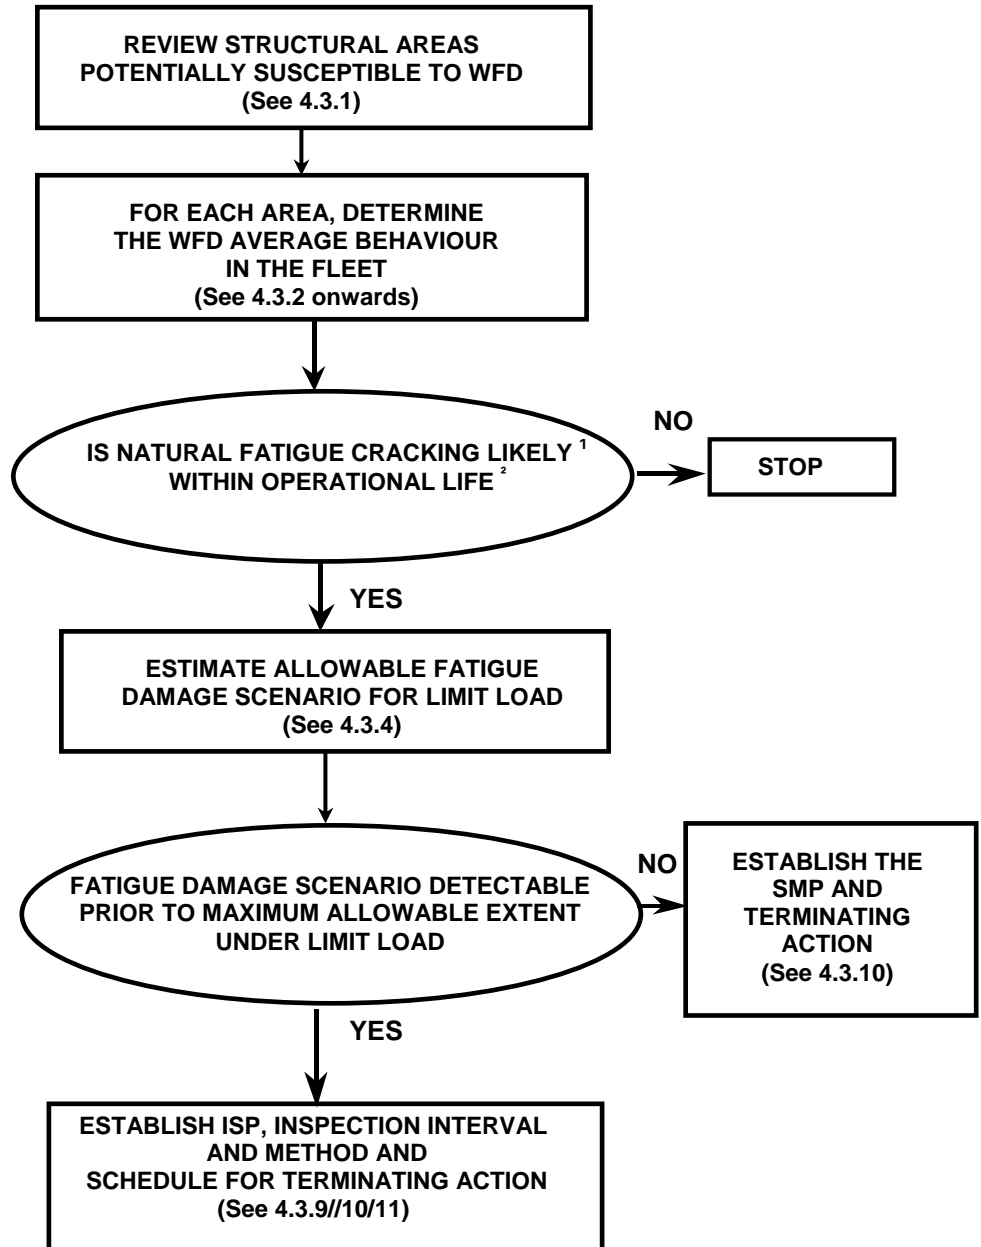 REVIEW STRUCTURAL AREAS
POTENTIALLY SUSCEPTIBLE TO WFD
(See 4.3.1)
FOR EACH AREA, DETERMINE
THE WFD AVERAGE BEHAVIOUR
IN THE FLEET
(See 4.3.2 onwards)
IS NATURAL FATIGUE CRACKING LIKELY ¹
WITHIN OPERATIONAL LIFE ²
NO
STOP
YES
ESTIMATE ALLOWABLE FATIGUE
DAMAGE SCENARIO FOR LIMIT LOAD
(See 4.3.4)
FATIGUE DAMAGE SCENARIO DETECTABLE
PRIOR TO MAXIMUM ALLOWABLE EXTENT
UNDER LIMIT LOAD
NO
ESTABLISH THE
SMP AND
TERMINATING
ACTION
(See 4.3.10)
YES
ESTABLISH ISP, INSPECTION INTERVAL
AND METHOD AND
SCHEDULE FOR TERMINATING ACTION
(See 4.3.9//10/11)